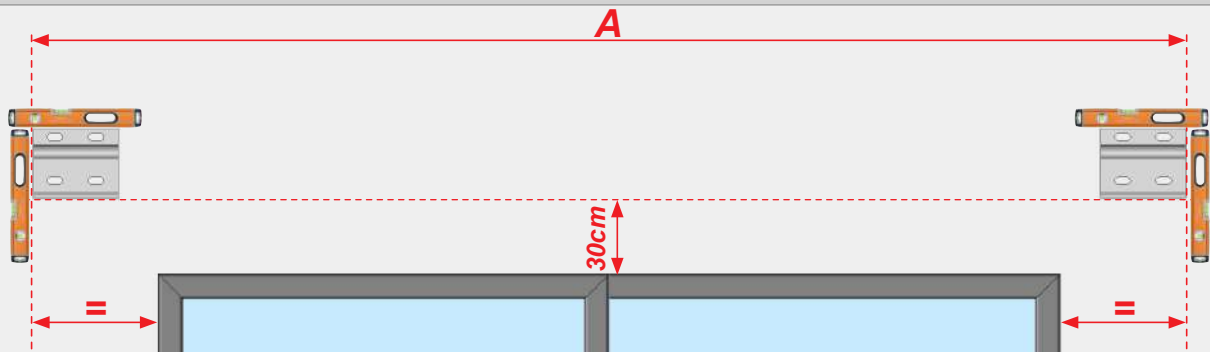 A
30cm
= =